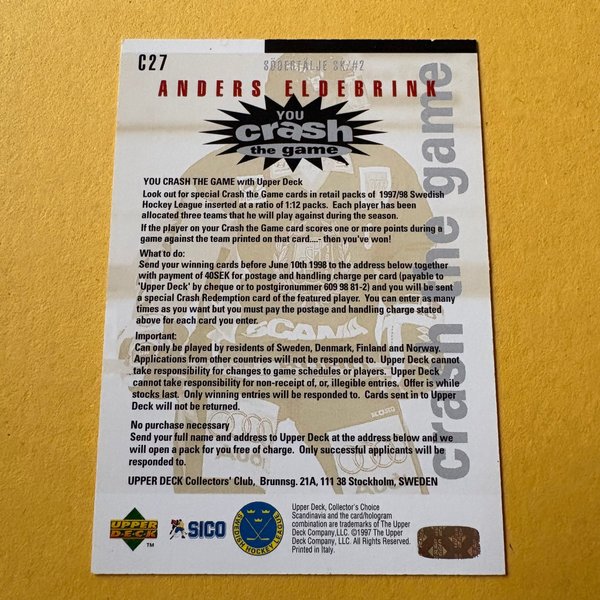 C27
SÖDERTÄLJE SK/#2
ANDERS ELDEBRINK
YOU
crash
the game
crash the game
YOU CRASH THE GAME with Upper Deck
Look out for special Crash the Game cards in retail packs of 1997/98 Swedish
Hockey League inserted at a ratio of 1:12 packs. Each player has been
allocated three teams that he will play against during the season.
If the player on your Crash the Game card scores one or more points during a
game against the team printed on that card....- then you've won!
What to do:
Send your winning cards before June 10th 1998 to the address below together
with payment of 40SEK for postage and handling charge per card (payable to
'Upper Deck' by cheque or to postgironummer 609 98 81-2) and you will be sent
a special Crash Redemption card of the featured player. You can enter as many
times as you want but you must pay the postage and handling charge stated
above for each card you enter.
SCANIA
Important:
Can only be played by residents of Sweden, Denmark, Finland and Norway.
Applications from other countries will not be responded to. Upper Deck cannot
take responsibility for changes to game schedules or players. Upper Deck
cannot take responsibility for non-receipt of, or, illegible entries. Offer is while
stocks last. Only winning entries will be responded to. Cards sent in to Upper
Deck will not be returned.
No purchase necessary
Send your full name and address to Upper Deck at the address below and we
will open a pack for you free of charge. Only successful applicants will be
responded to.
UPPER DECK Collectors' Club, Brunnsg. 21A, 111 38 Stockholm, SWEDEN
UPPER
DECK
TM
SICO
SWEDISH HOCKEY LEAGUE
Upper Deck, Collector's Choice
Scandinavia and the card/hologram
combination are trademarks of The Upper
Deck Company,LLC. ©1997 The Upper
Deck Company, LLC. All Rights Reserved.
Printed in Italy.